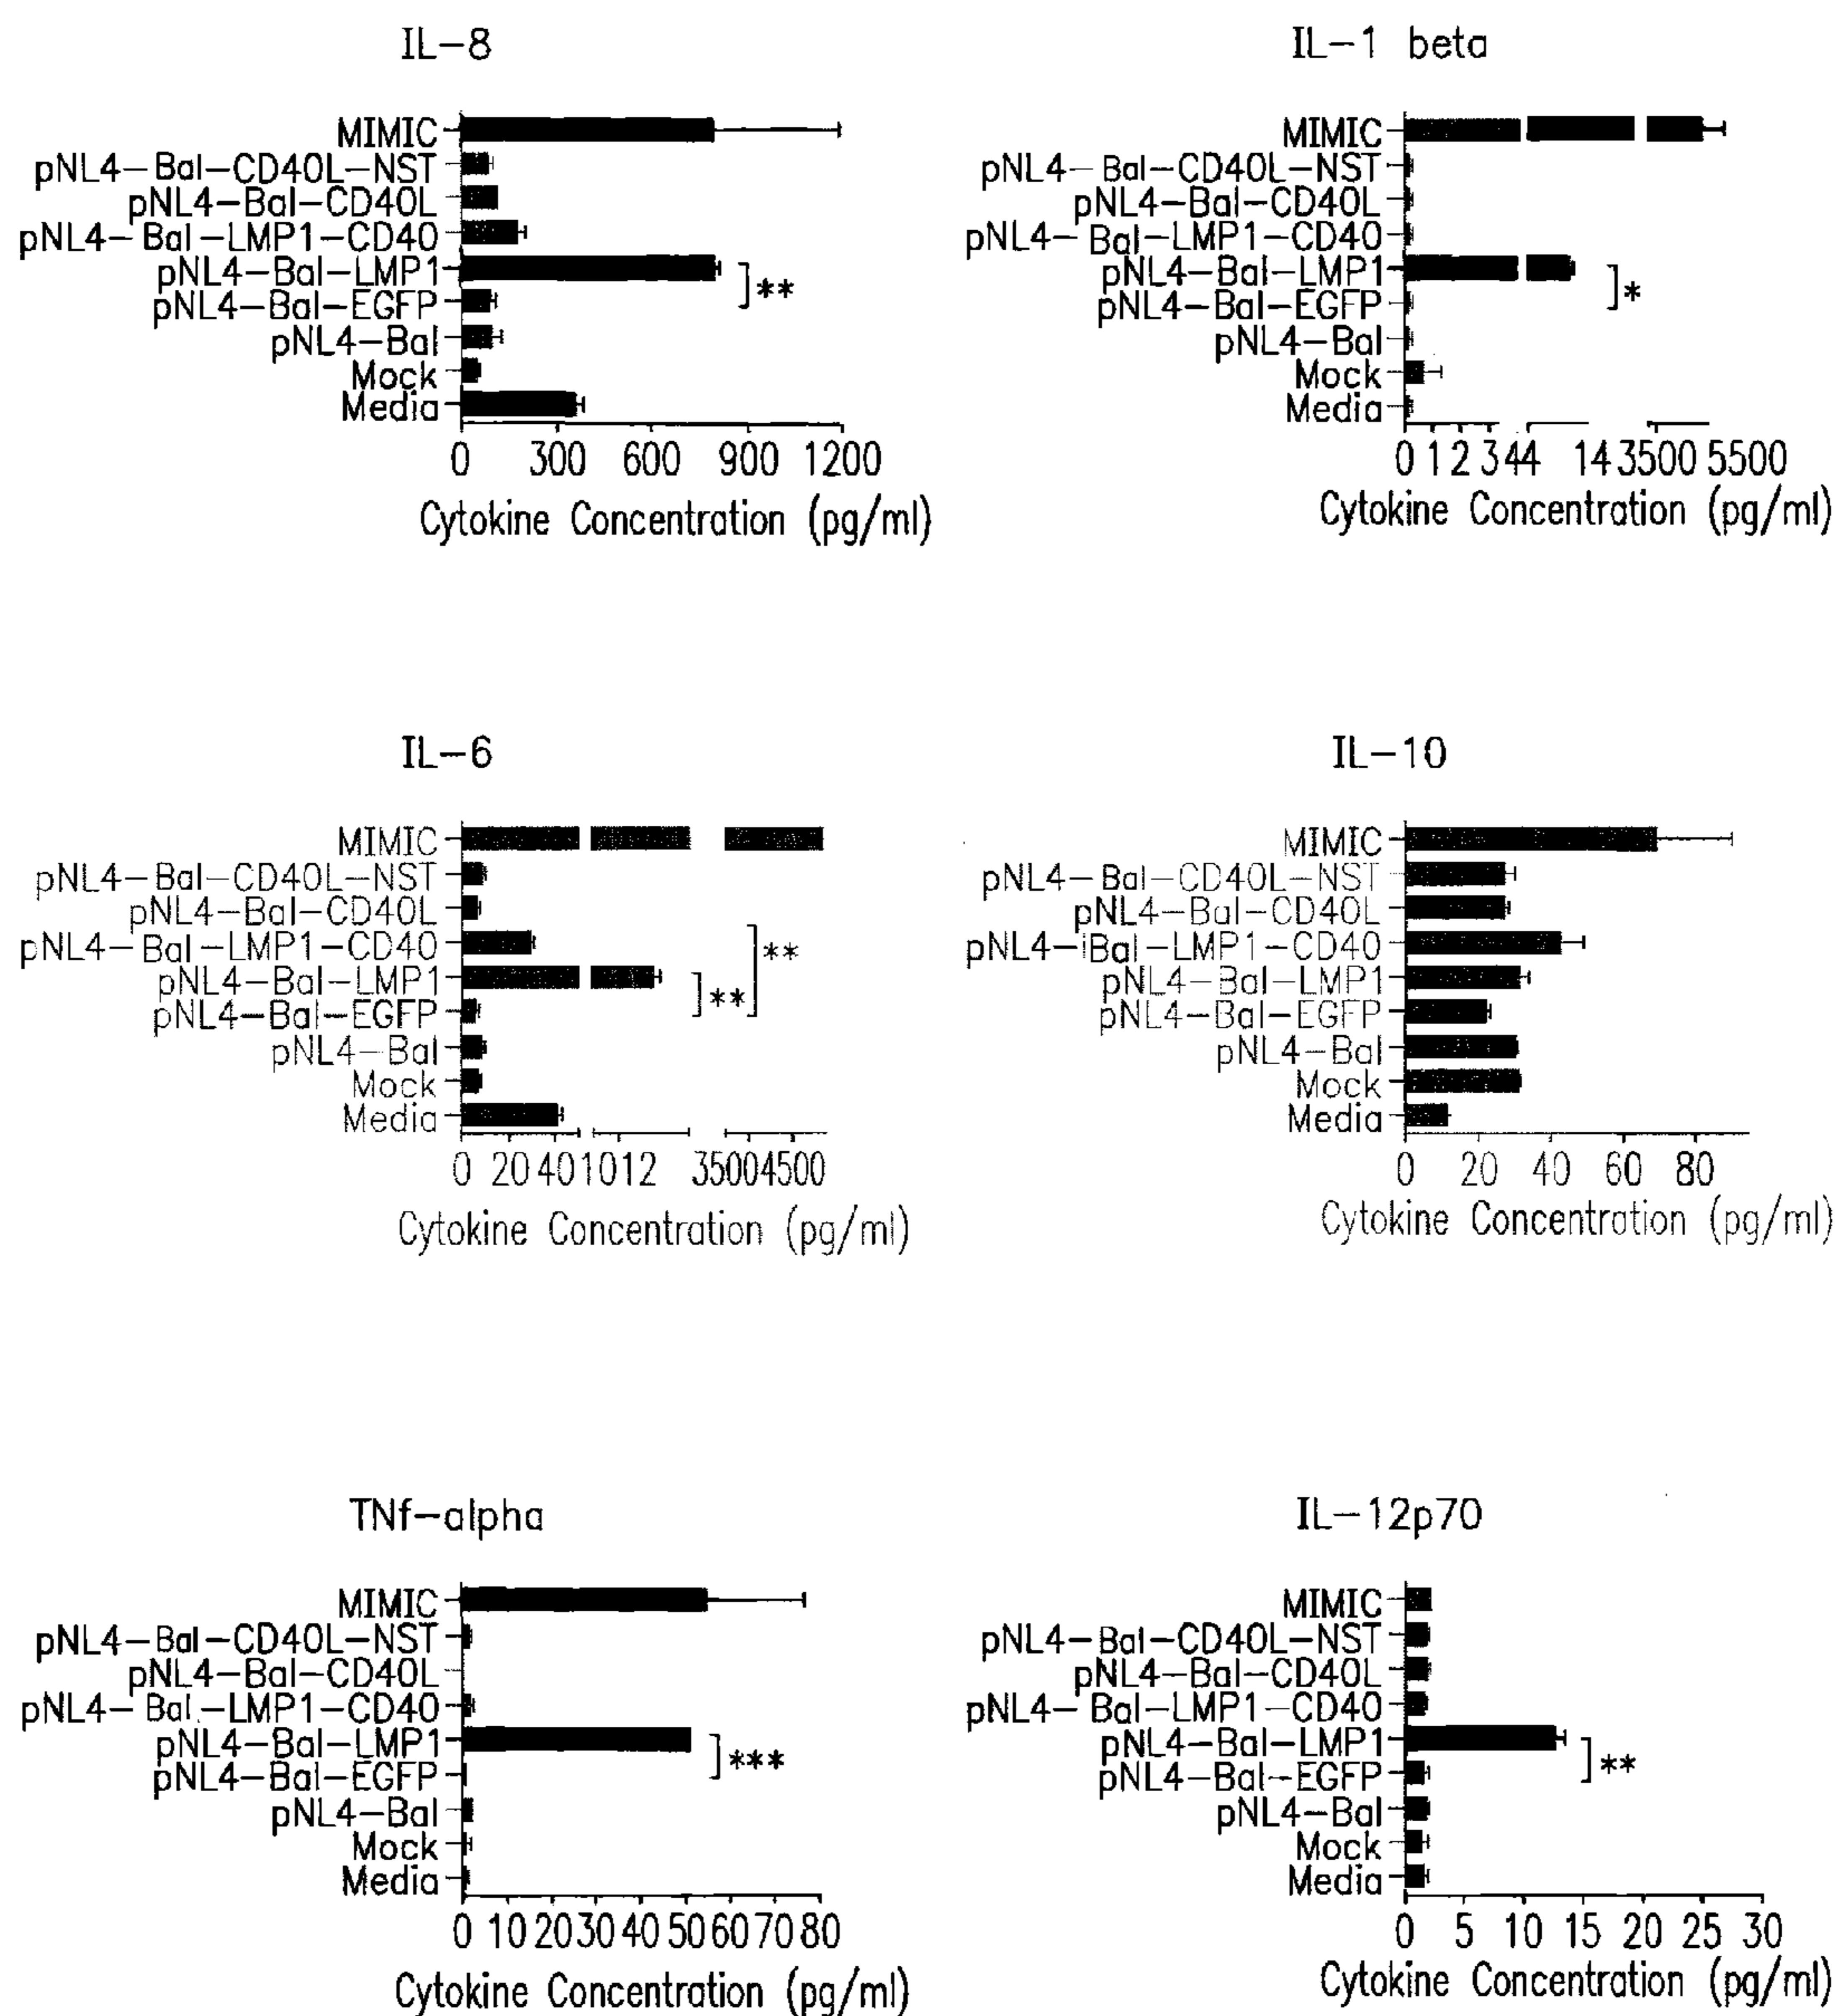 IL-8
MIMIC
pNL4-Bal-CD40L-NST
pNL4-Bal-CD40L
pNL4-Bal-LMP1-CD40
pNL4-Bal-LMP1
**
pNL4-Bal-EGFP
pNL4-Bal
Mock
Media
0 300 600 900 1200
Cytokine Concentration (pg/ml)
IL-1 beta
MIMIC
pNL4-Bal-CD40L-NST
pNL4-Bal-CD40L
pNL4-Bal-LMP1-CD40
pNL4-Bal-LMP1
*
pNL4-Bal-EGFP
pNL4-Bal
Mock
Media
0 1 2 3 4 4 14 3500 5500
Cytokine Concentration (pg/ml)
IL-6
MIMIC
pNL4-Bal-CD40L-NST
pNL4-Bal-CD40L
pNL4-Bal-LMP1-CD40
**
pNL4-Bal-LMP1
**
pNL4-Bal-EGFP
pNL4-Bal
Mock
Media
0 20 40 1012 3500 4500
Cytokine Concentration (pg/ml)
IL-10
MIMIC
pNL4-Bal-CD40L-NST
pNL4-Bal-CD40L
pNL4-iBal-LMP1-CD40
pNL4-Bal-LMP1
pNL4-Bal-EGFP
pNL4-Bal
Mock
Media
0 20 40 60 80
Cytokine Concentration (pg/ml)
TNf-alpha
MIMIC
pNL4-Bal-CD40L-NST
pNL4-Bal-CD40L
pNL4-Bal-LMP1-CD40
pNL4-Bal-LMP1
***
pNL4-Bal-EGFP
pNL4-Bal
Mock
Media
0 10 20 30 40 50 60 70 80
Cytokine Concentration (pg/ml)
IL-12p70
MIMIC
pNL4-Bal-CD40L-NST
pNL4-Bal-CD40L
pNL4-Bal-LMP1-CD40
pNL4-Bal-LMP1
**
pNL4-Bal-EGFP
pNL4-Bal
Mock
Media
0 5 10 15 20 25 30
Cytokine Concentration (pg/ml)